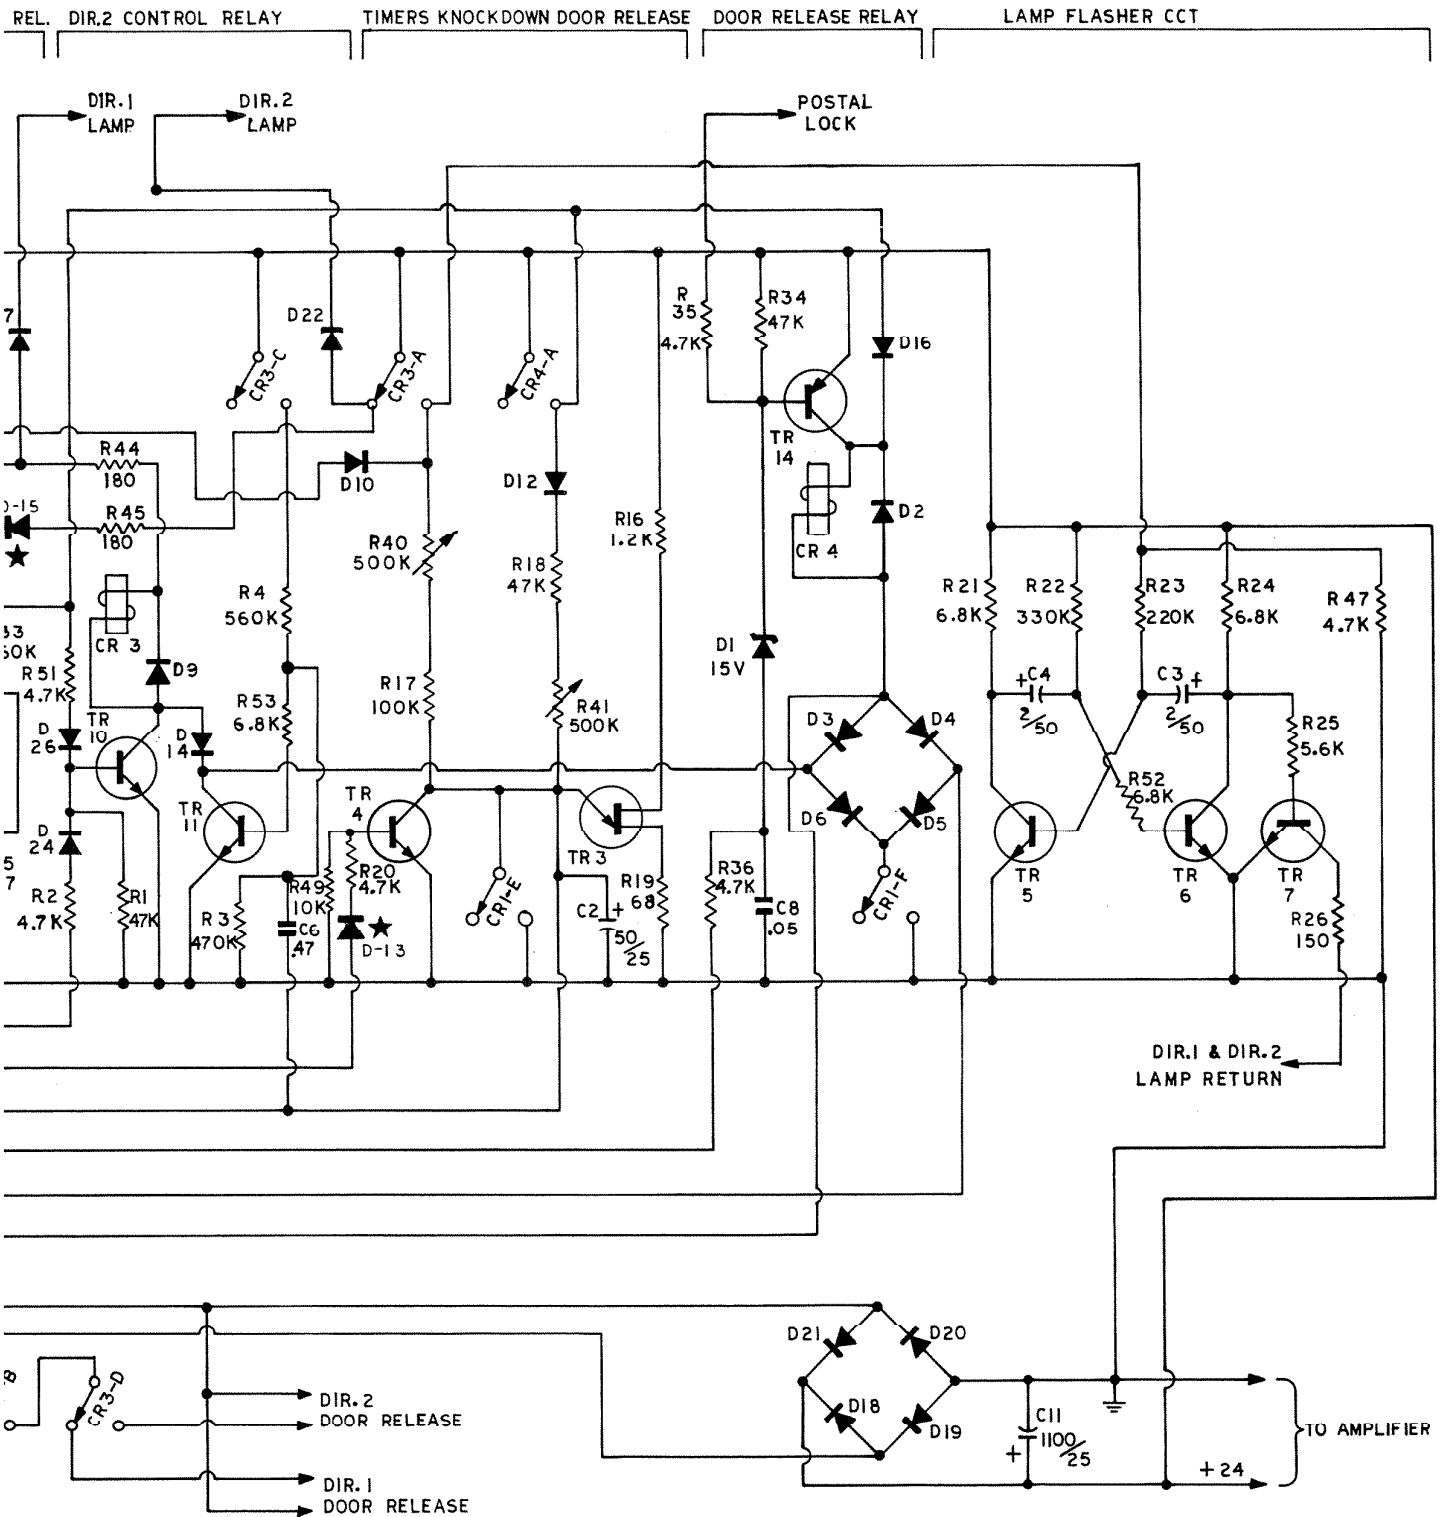 REL. DIR.2 CONTROL RELAY
TIMERS KNOCKDOWN DOOR RELEASE
DOOR RELEASE RELAY
LAMP FLASHER CCT
DIR.1
LAMP
DIR.2
LAMP
POSTAL
LOCK
7
D22
CR3-C
CR3-A
CR4-A
R
35
4.7K
R34
47K
D16
TR
14
R44
180
D10
D12
D-15
R45
180
★
R40
500K
R16
1.2K
CR 4
D2
R18
47K
R4
560K
CR 3
R21
6.8K
R22
330K
R23
220K
R24
6.8K
R47
4.7K
33
60K
R51
4.7K
D9
D1
15V
R53
6.8K
R17
100K
R41
500K
C4
+
2/50
C3
+
2/50
D
26
TR
10
D
14
D3
D4
R25
5.6K
R52
6.8K
TR
11
TR
4
D6
D5
D
24
TR3
5
7
R2
4.7K
R1
47K
R3
470K
C6
.47
R49
10K
R20
4.7K
★
D-13
CR1-E
C2
+
50/25
R19
68
R36
4.7K
C8
.05
CR1-F
TR
5
TR
6
TR
7
R26
150
DIR.1 & DIR.2
LAMP RETURN
D21
D20
D18
D19
B
CR3-D
DIR.2
DOOR RELEASE
DIR.1
DOOR RELEASE
C11
1100/25
+
+24
TO AMPLIFIER